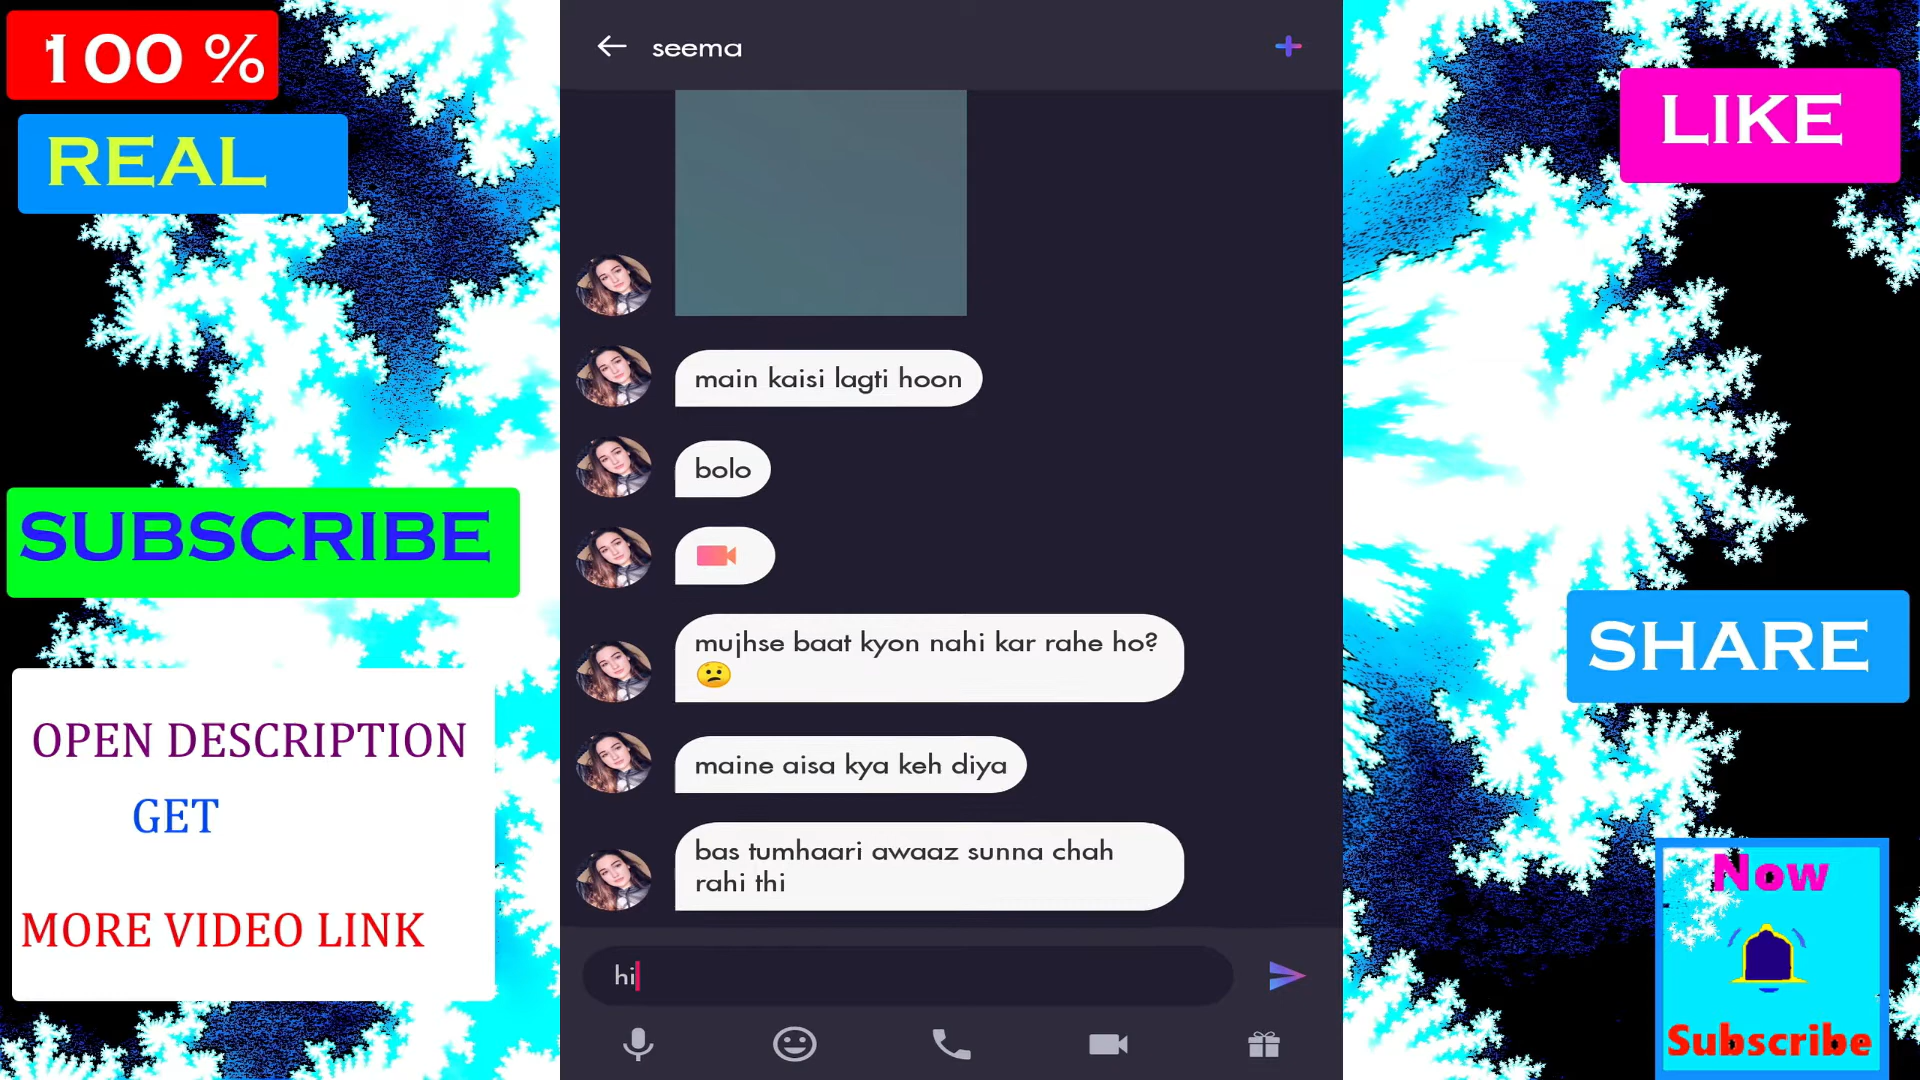 100 %
REAL
SUBSCRIBE
OPEN DESCRIPTION
GET
MORE VIDEO LINK
seema
main kaisi lagti hoon
bolo
mujhse baat kyon nahi kar rahe ho?
😕
maine aisa kya keh diya
bas tumhaari awaaz sunna chah
rahi thi
hi
LIKE
SHARE
Now
Subscribe